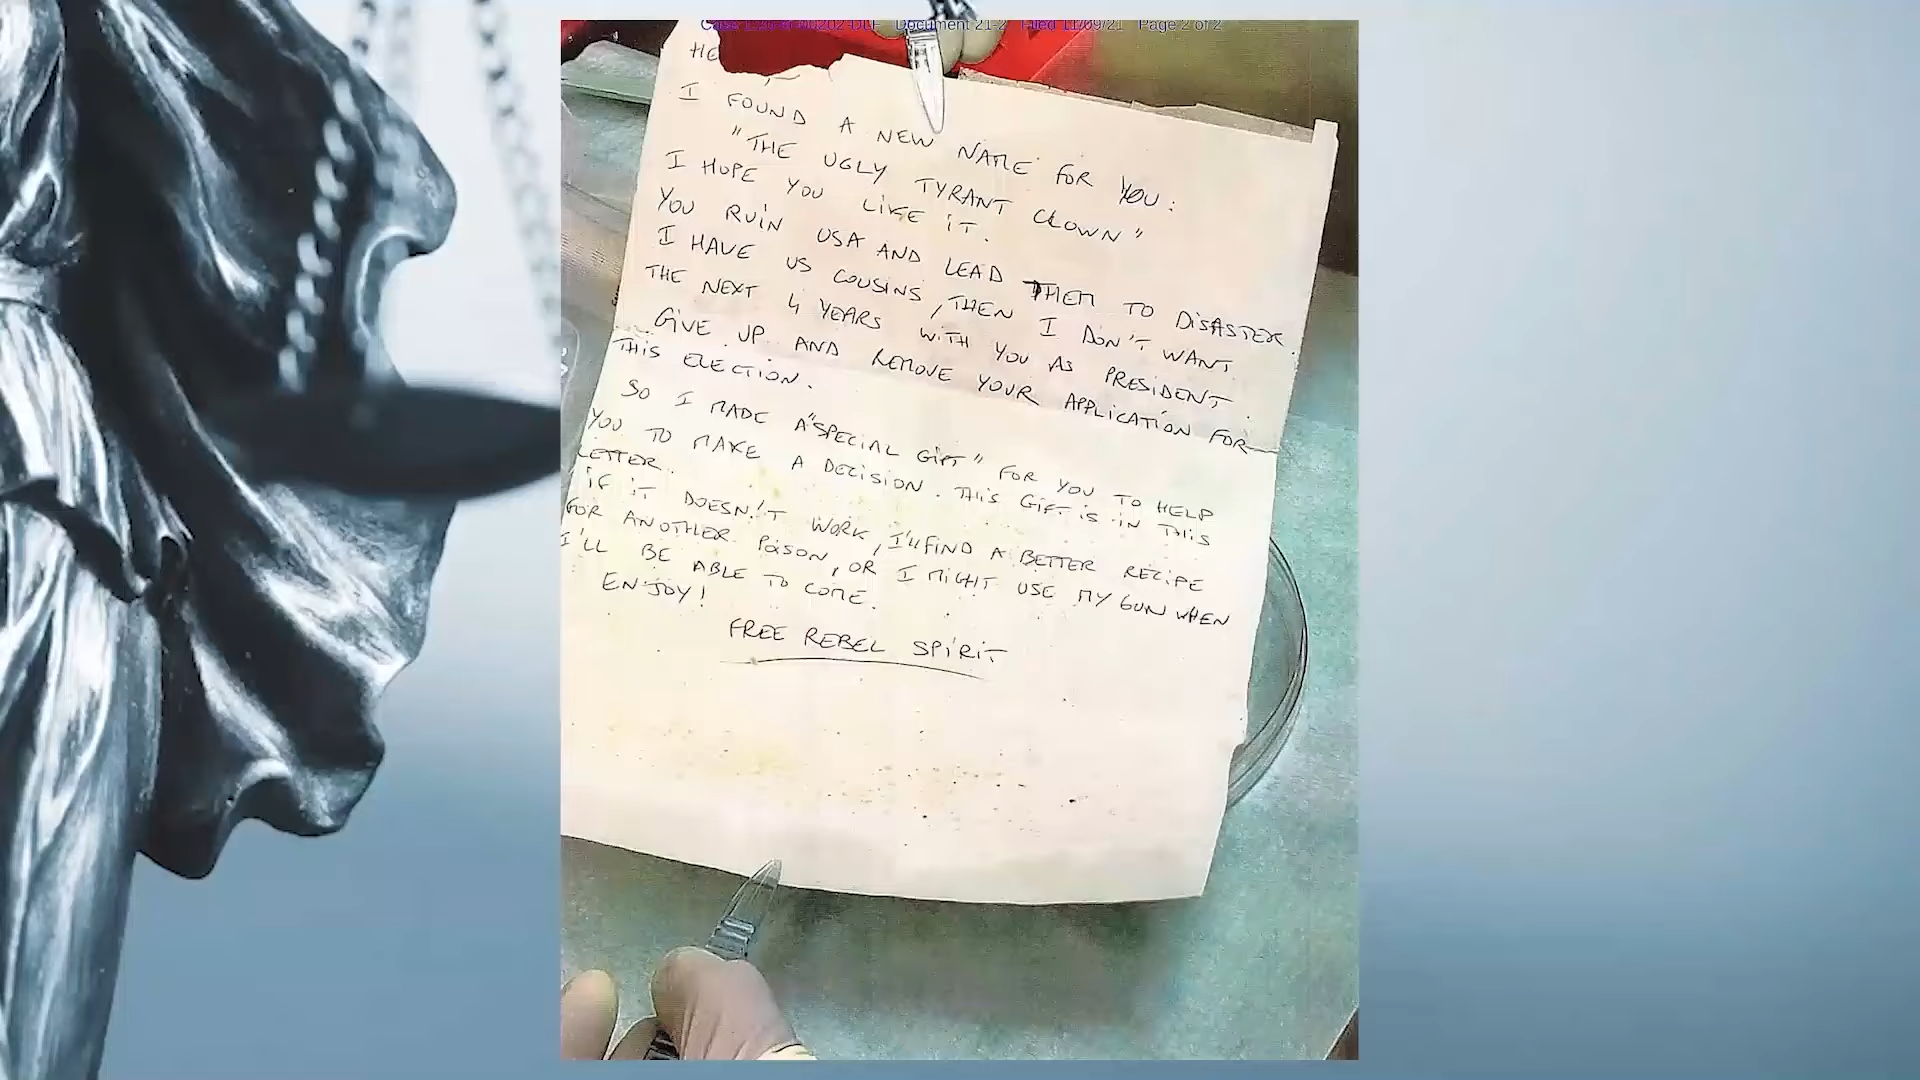 Document 21-2 Filed 11/09/21 Page 2 of 2
HE
I FOUND A NEW NAME FOR YOU:
"THE UGLY TYRANT CLOWN"
I HOPE YOU LIKE iT.
YOU RUiN USA AND LEAD THEM TO DiSASTER.
I HAVE US COUSINS, THEN I DON'T WANT
THE NEXT 4 YEARS WiTH YOU AS PRESiDENT.
GiVE UP AND REMOVE YOUR APPLiCATiON FOR
THiS ELECTiON.
SO I MADE A "SPECiAL GiFT" FOR YOU TO HELP
YOU TO MAKE A DECISiON. THiS GiFT iS iN THiS
LETTER.
iF iT DOESN'T WORK, I'll FiND A BETTER RECiPE
FOR ANOTHER POiSON, OR I MiGHT USE MY GUN WHEN
I'LL BE ABLE TO COME.
ENJOY!
FREE REBEL SPiRiT